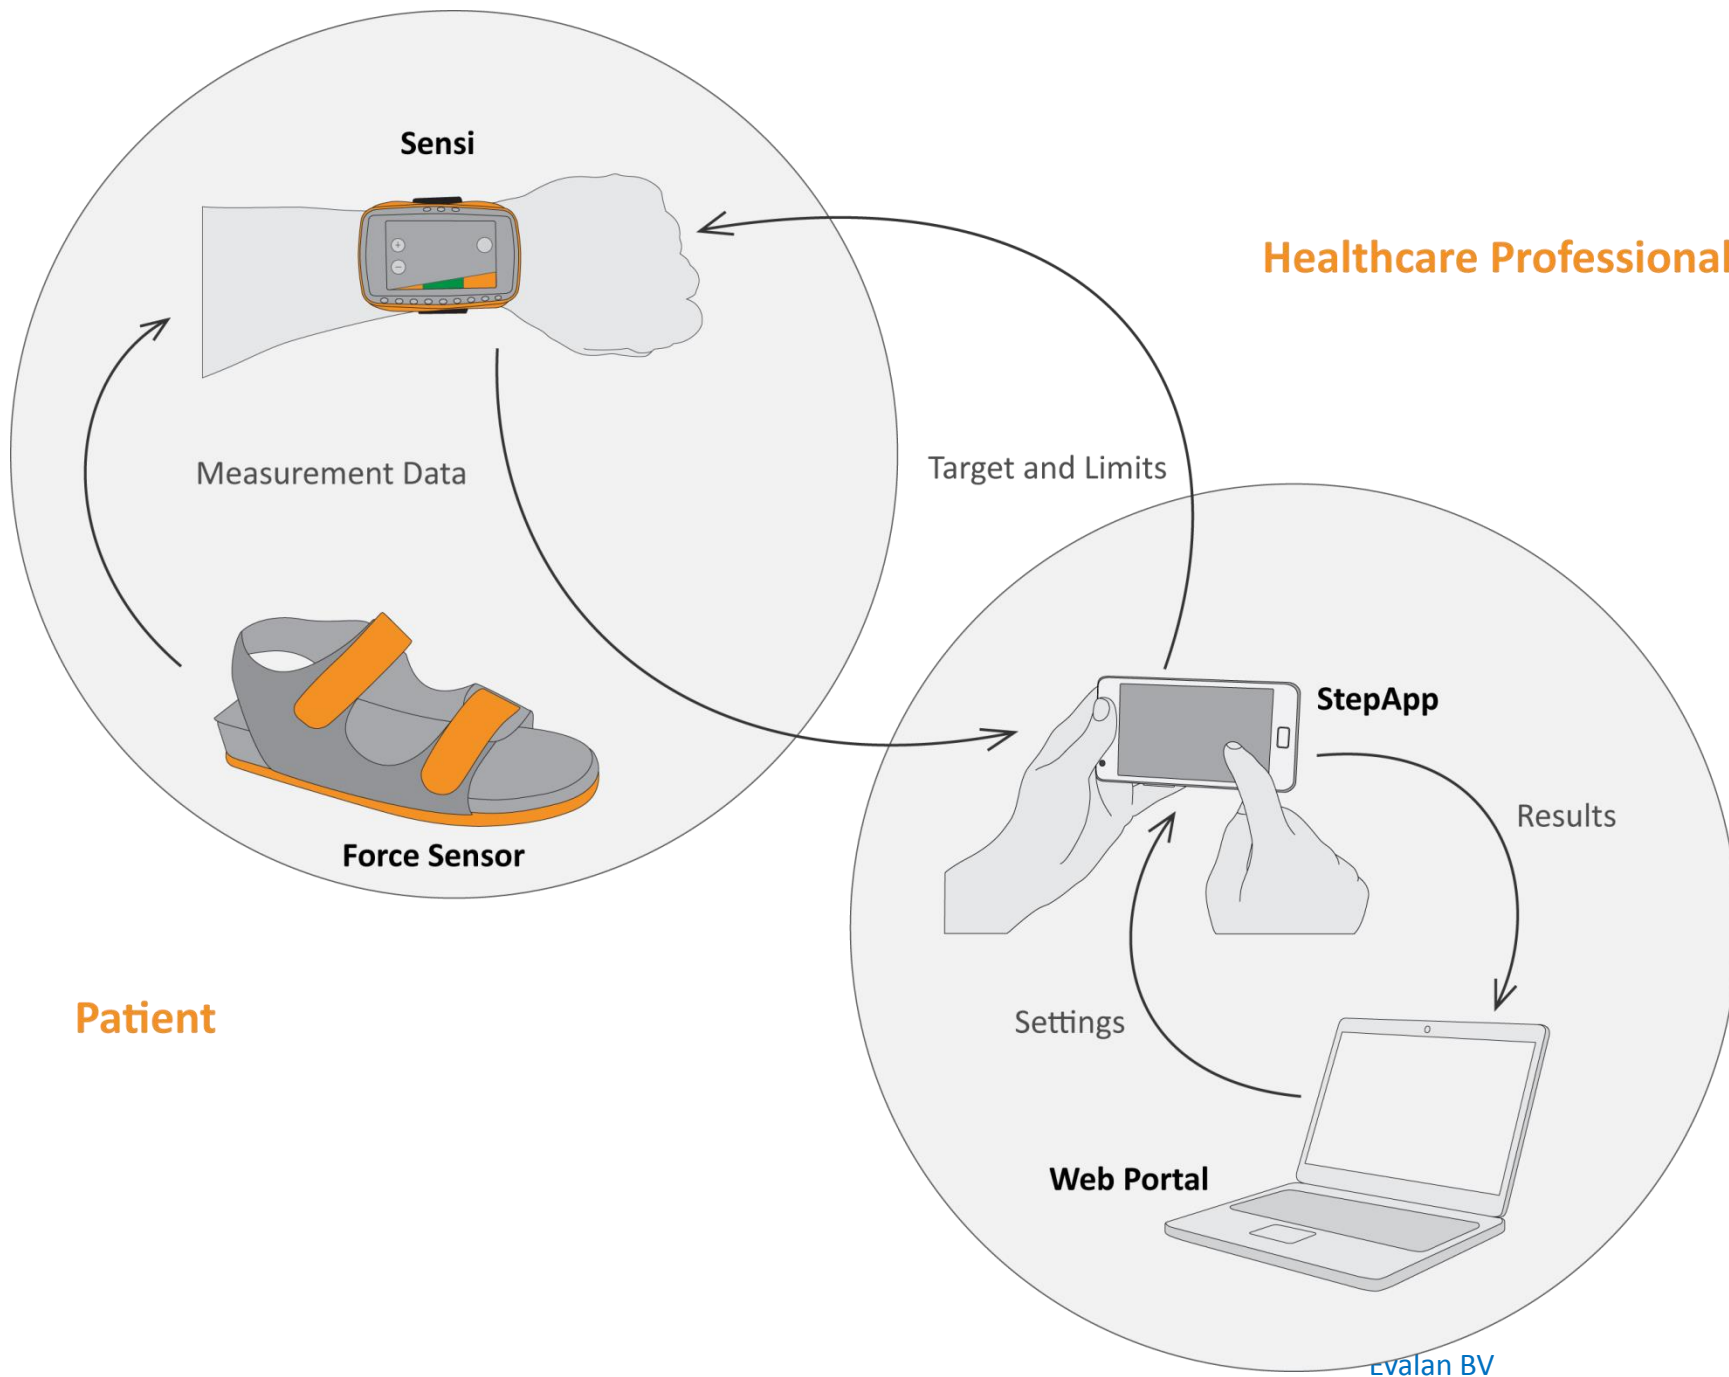 Sensi
Healthcare Professional
Measurement Data
Target and Limits
StepApp
Results
Force Sensor
Patient
Settings
Web Portal
Evalan BV